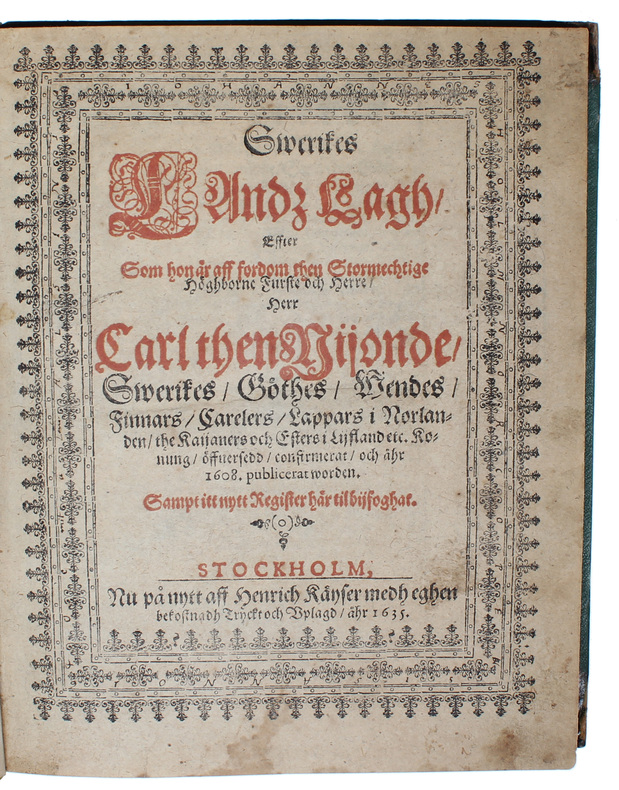 Swerikes
LAndz Lagh/
Effter
Som hon är aff fordom then Stormechtige
Höghborne Furste och Herre/
Herr
Carl then Nijonde/
Swerikes / Göthes / Wendes /
Finnars / Carelers / Lappars i Norlan-
den / the Kaijaners och Esters i Lijfland etc. Ko-
nung / öffuersedd / confirmerat / och åhr
1608. publicerat worden.
Sampt itt nytt Register här til bijfoghat.
(o)
STOCKHOLM,
Nu på nytt aff Henrich Käyser medh eghen
bekostnadh Tryckt och Vplagd / åhr 1635.